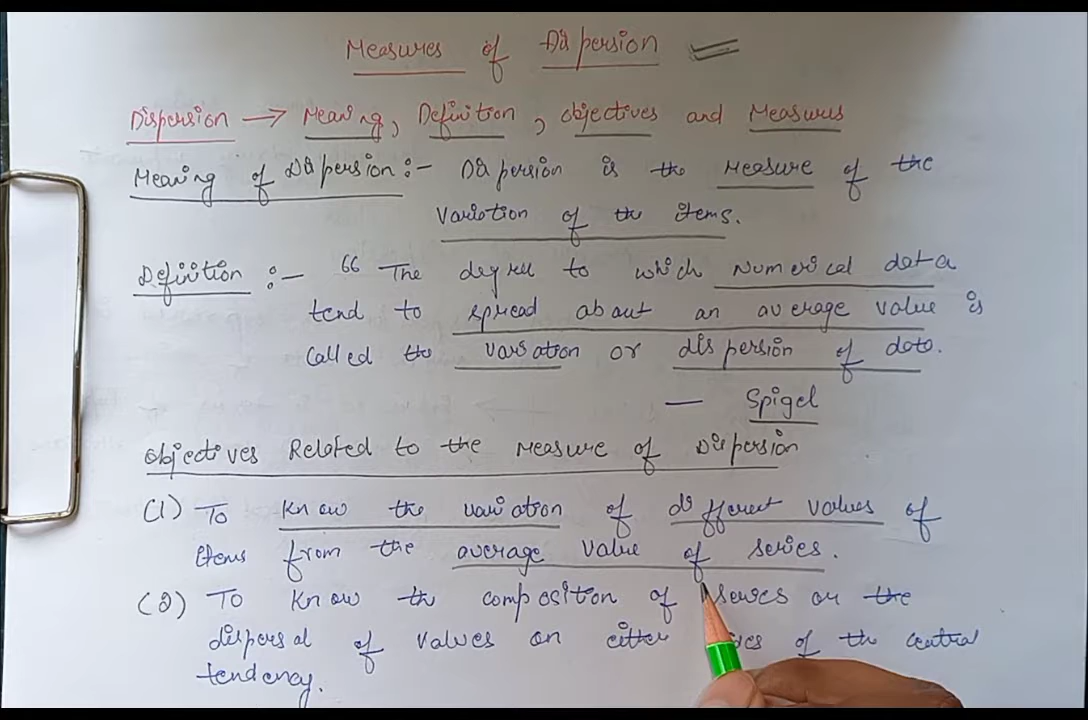 Measures of Dispersion
Dispersion → Meaning, Definition, objectives and Measures
Meaning of Dispersion :- Dispersion is the Measure of the
Variation of the items.
Definition :- “The degree to which Numerical data
tend to spread about an average value is
called the variation or dispersion of data.
— Spigel
Objectives Related to the Measure of Dispersion
(1) To know the variation of different values of
items from the average value of series.
(2) To know the composition of series or the
dispersal of values on either of the central
tendency.